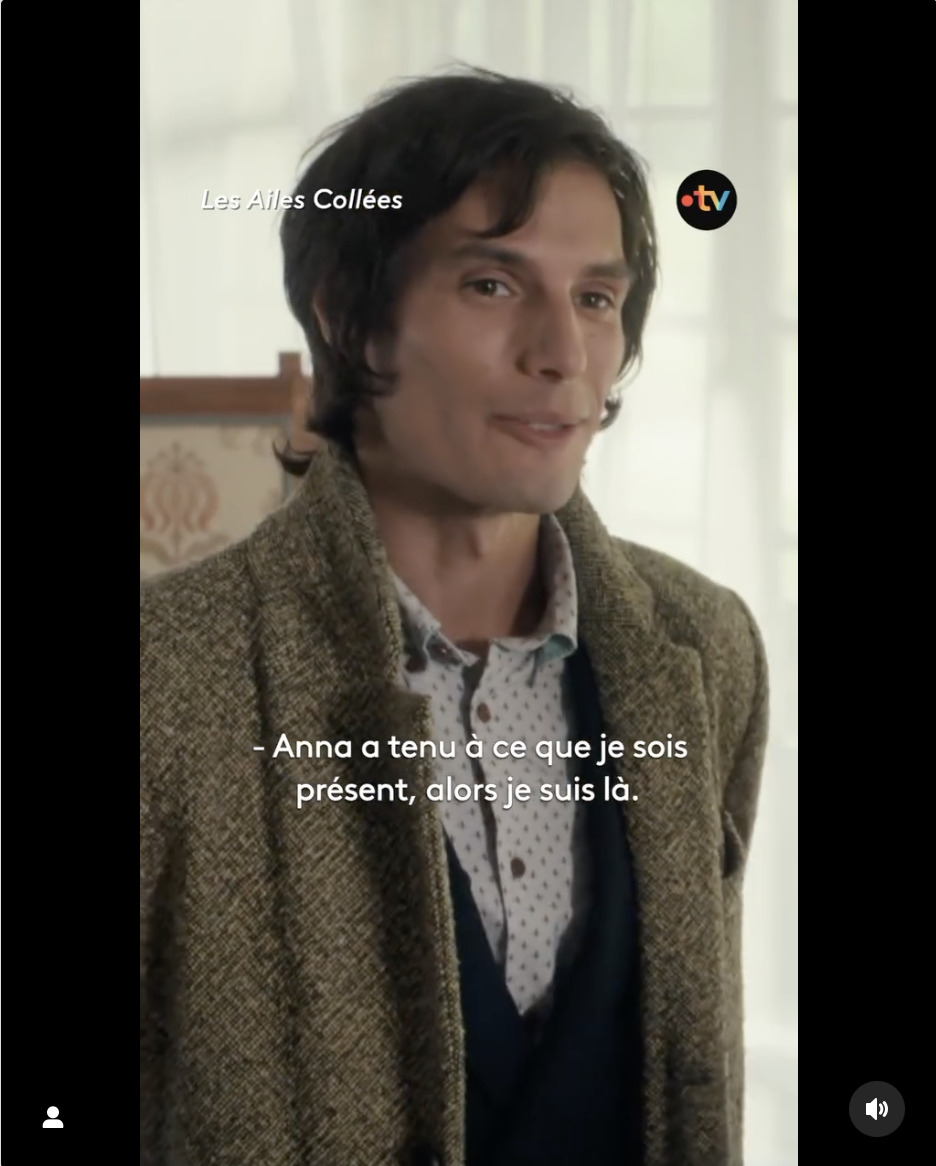 Les Ailes Collées
•tv
- Anna a tenu à ce que je sois
présent, alors je suis là.